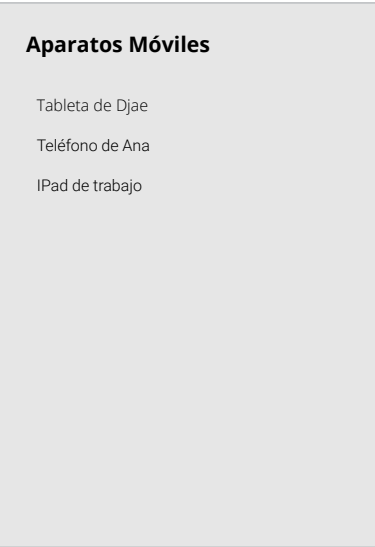 Aparatos Móviles
Tableta de Djae
Teléfono de Ana
IPad de trabajo